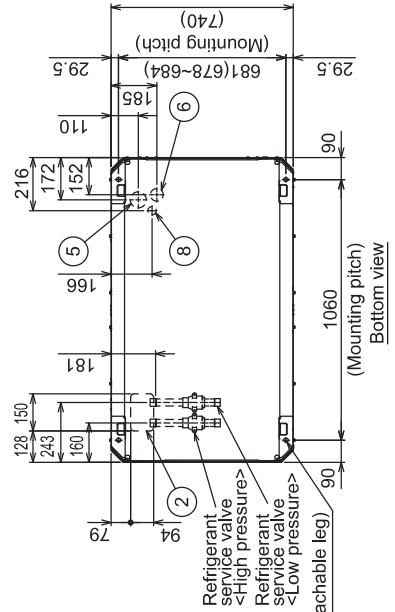 (740)
(Mounting pitch)
681(678~684)
29.5
29.5
185
110
6
216
172
152
90
5
8
166
1060
(Mounting pitch)
Bottom view
181
150
128
243
160
2
90
79
94
Refrigerant
service valve
<High pressure>
Refrigerant
service valve
<Low pressure>
achable leg)